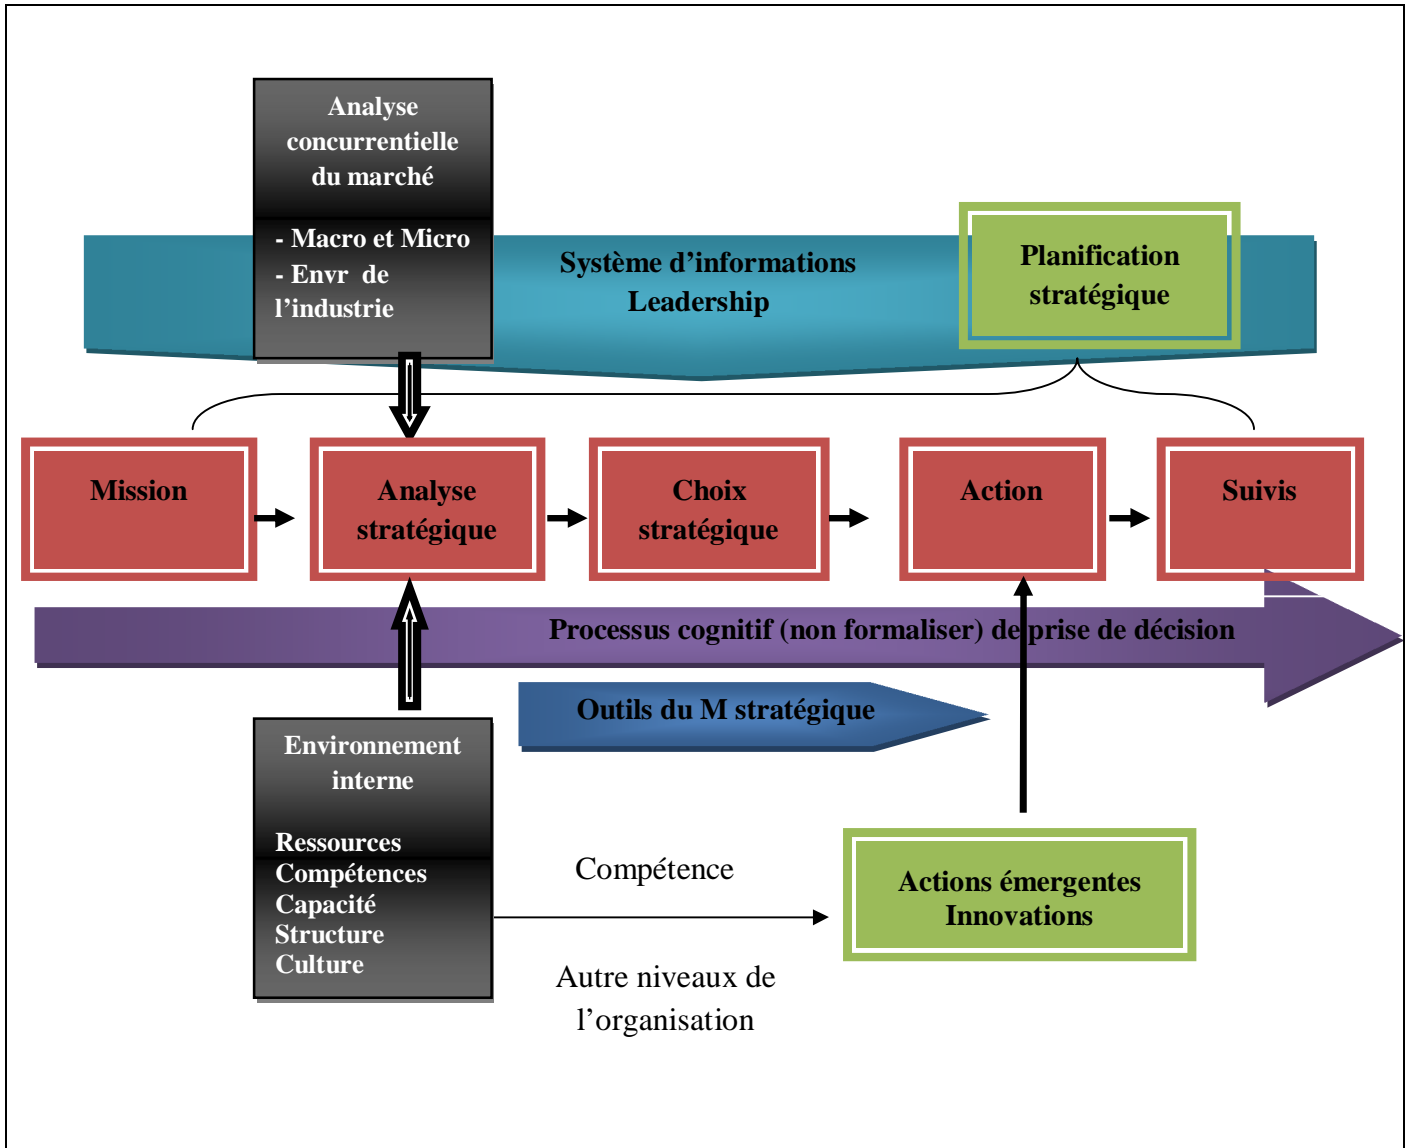 Analyse
concurrentielle
du marché
- Macro et Micro
- Envr de
l’industrie
Système d’informations
Leadership
Planification
stratégique
Mission
Analyse
stratégique
Choix
stratégique
Action
Suivis
Processus cognitif (non formaliser) de prise de décision
Outils du M stratégique
Environnement
interne
Ressources
Compétences
Capacité
Structure
Culture
Compétence
Autre niveaux de
l’organisation
Actions émergentes
Innovations